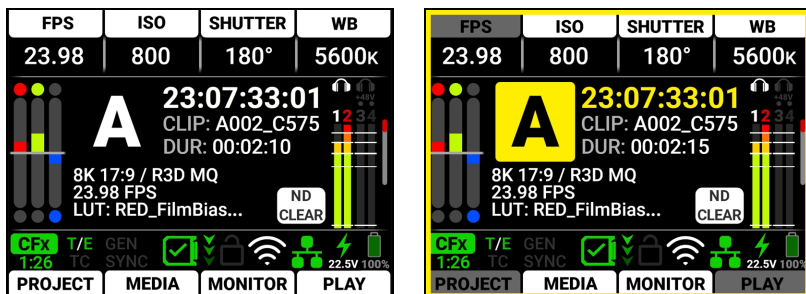 FPS ISO SHUTTER WB
23.98 800 180° 5600K
A
23:07:33:01
CLIP: A002_C575
DUR: 00:02:10
+48V
1 2 3 4
8K 17:9 / R3D MQ
23.98 FPS
LUT: RED_FilmBias...
ND
CLEAR
CFx T/E GEN
1:26 TC SYNC
22.5V 100%
PROJECT MEDIA MONITOR PLAY
FPS ISO SHUTTER WB
23.98 800 180° 5600K
A
23:07:33:01
CLIP: A002_C575
DUR: 00:02:15
+48V
1 2 3 4
8K 17:9 / R3D MQ
23.98 FPS
LUT: RED_FilmBias...
ND
CLEAR
CFx T/E GEN
1:26 TC SYNC
22.5V 100%
PROJECT MEDIA MONITOR PLAY